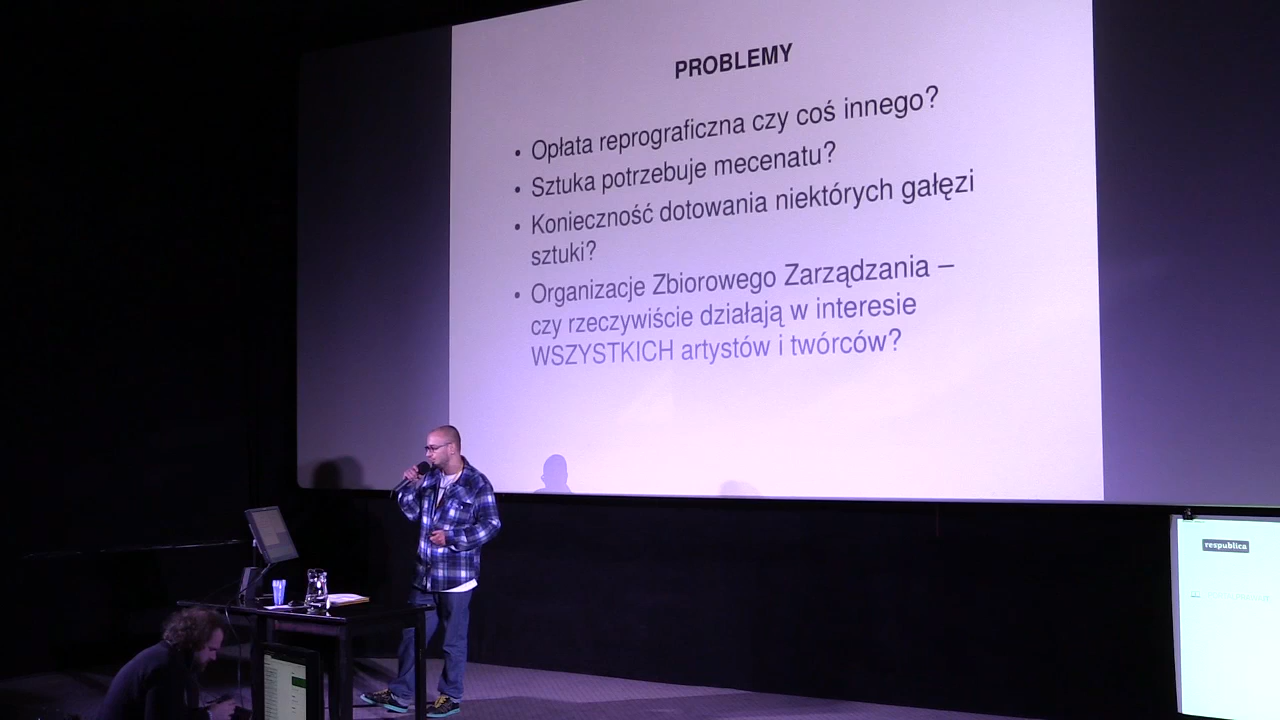 PROBLEMY
• Opłata reprograficzna czy coś innego?
• Sztuka potrzebuje mecenatu?
• Konieczność dotowania niektórych gałęzi
sztuki?
• Organizacje Zbiorowego Zarządzania –
czy rzeczywiście działają w interesie
WSZYSTKICH artystów i twórców?
respublica